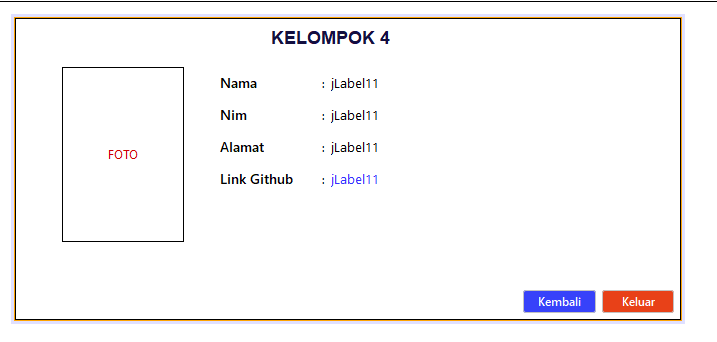 KELOMPOK 4
Nama : jLabel11
Nim : jLabel11
Alamat : jLabel11
FOTO
Link Github : jLabel11
Kembali Keluar